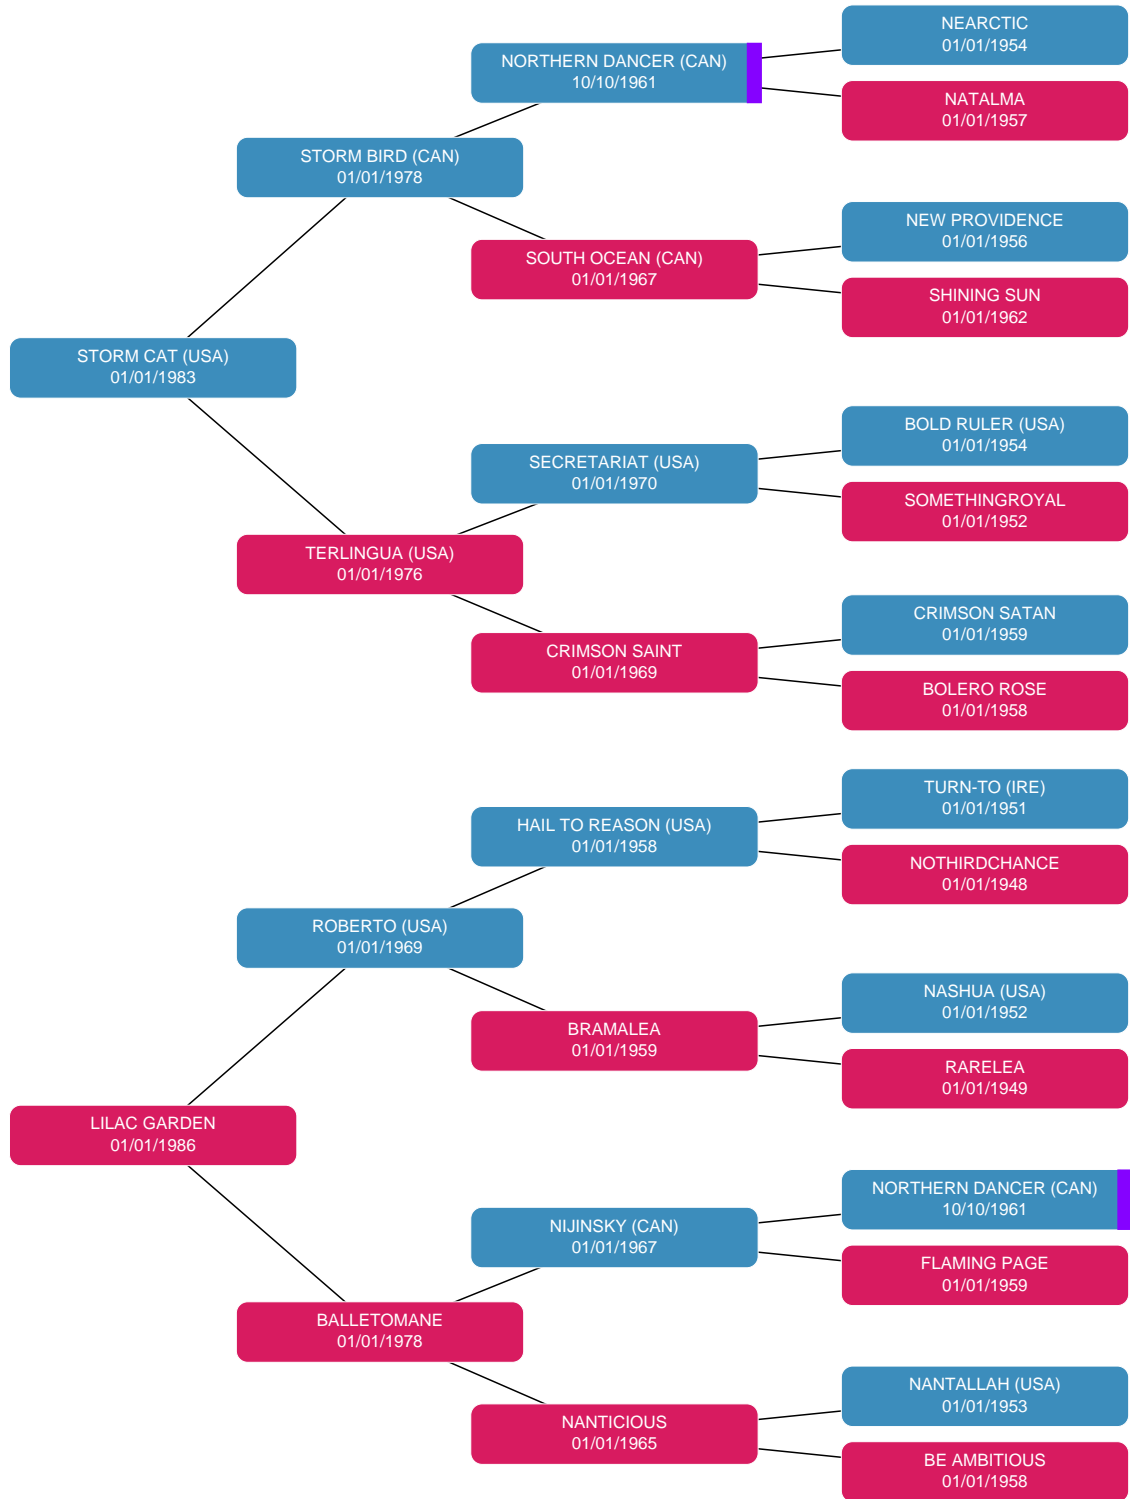 NEARCTIC
01/01/1954
NORTHERN DANCER (CAN)
10/10/1961
NATALMA
01/01/1957
STORM BIRD (CAN)
01/01/1978
NEW PROVIDENCE
01/01/1956
SOUTH OCEAN (CAN)
01/01/1967
SHINING SUN
01/01/1962
STORM CAT (USA)
01/01/1983
BOLD RULER (USA)
01/01/1954
SECRETARIAT (USA)
01/01/1970
SOMETHINGROYAL
01/01/1952
TERLINGUA (USA)
01/01/1976
CRIMSON SATAN
01/01/1959
CRIMSON SAINT
01/01/1969
BOLERO ROSE
01/01/1958
TURN-TO (IRE)
01/01/1951
HAIL TO REASON (USA)
01/01/1958
NOTHIRDCHANCE
01/01/1948
ROBERTO (USA)
01/01/1969
NASHUA (USA)
01/01/1952
BRAMALEA
01/01/1959
RARELEA
01/01/1949
LILAC GARDEN
01/01/1986
NORTHERN DANCER (CAN)
10/10/1961
NIJINSKY (CAN)
01/01/1967
FLAMING PAGE
01/01/1959
BALLETOMANE
01/01/1978
NANTALLAH (USA)
01/01/1953
NANTICIOUS
01/01/1965
BE AMBITIOUS
01/01/1958